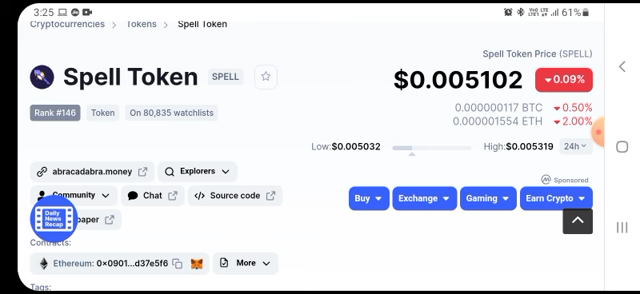 3:25
Vo) LTE
LTE
61%
Cryptocurrencies > Tokens > Spell Token
Spell Token Price (SPELL)
Spell Token SPELL
$0.005102 0.09%
Rank #146 Token On 80,835 watchlists
0.000000117 BTC 0.50%
0.000001554 ETH 2.00%
Low:$0.005032 High:$0.005319 24h
abracadabra.money Explorers
Sponsored
Community Chat Source code
Buy Exchange Gaming Earn Crypto
Daily
News
Recap
paper
Contracts:
Ethereum: 0x0901...d37e5f6 More
Tags: